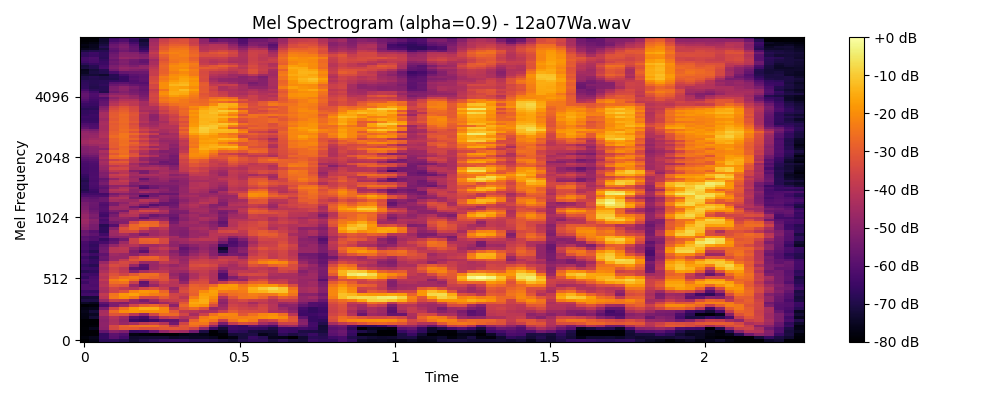 Mel Spectrogram (alpha=0.9) - 12a07Wa.wav
Mel Frequency
4096
2048
1024
512
0
0
0.5
1
1.5
2
Time
+0 dB
-10 dB
-20 dB
-30 dB
-40 dB
-50 dB
-60 dB
-70 dB
-80 dB